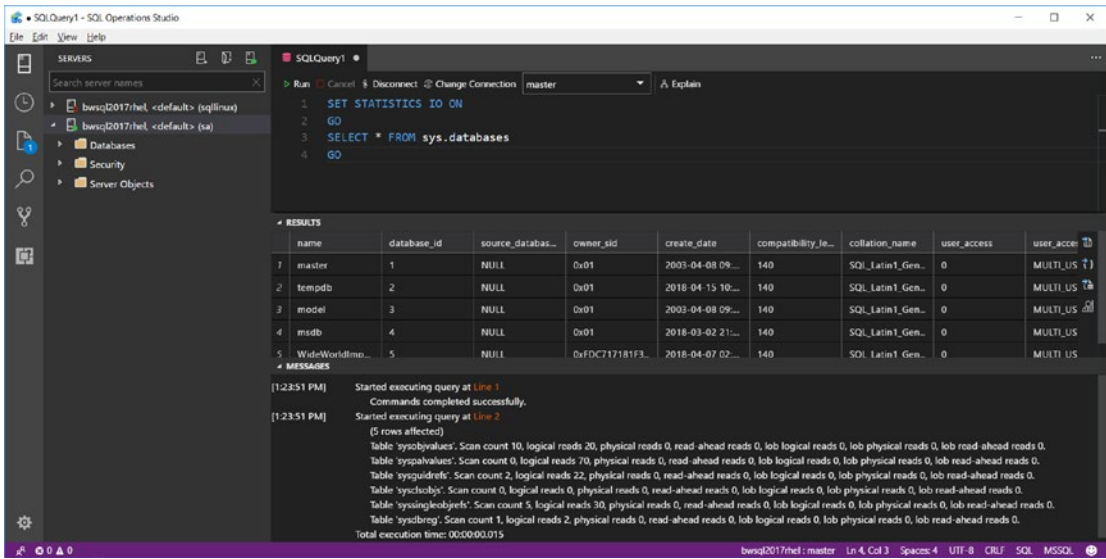 ● SQLQuery1 - SQL Operations Studio
File Edit View Help
SERVERS
Search server names
bwsql2017rhel, <default> (sqllinux)
bwsql2017rhel, <default> (sa)
Databases
Security
Server Objects
1
SQLQuery1 ●
Run Cancel Disconnect Change Connection master Explain
1 SET STATISTICS IO ON
2 GO
3 SELECT * FROM sys.databases
4 GO
RESULTS
name database_id source_databas... owner_sid create_date compatibility_le... collation_name user_access user_acce
1 master 1 NULL 0x01 2003-04-08 09:... 140 SQL_Latin1_Gen... 0 MULTI_US
2 tempdb 2 NULL 0x01 2018-04-15 10:... 140 SQL_Latin1_Gen... 0 MULTI_US
3 model 3 NULL 0x01 2003-04-08 09:... 140 SQL_Latin1_Gen... 0 MULTI_US
4 msdb 4 NULL 0x01 2018-03-02 21:... 140 SQL_Latin1_Gen... 0 MULTI_US
5 WideWorldImp... 5 NULL 0xFDC717181F3... 2018-04-07 02:... 140 SQL_Latin1_Gen... 0 MULTI_US
MESSAGES
[1:23:51 PM] Started executing query at Line 1
Commands completed successfully.
[1:23:51 PM] Started executing query at Line 2
(5 rows affected)
Table 'sysobjvalues'. Scan count 10, logical reads 20, physical reads 0, read-ahead reads 0, lob logical reads 0, lob physical reads 0, lob read-ahead reads 0.
Table 'syspalvalues'. Scan count 0, logical reads 70, physical reads 0, read-ahead reads 0, lob logical reads 0, lob physical reads 0, lob read-ahead reads 0.
Table 'sysguidrefs'. Scan count 2, logical reads 22, physical reads 0, read-ahead reads 0, lob logical reads 0, lob physical reads 0, lob read-ahead reads 0.
Table 'sysclsobjs'. Scan count 0, logical reads 0, physical reads 0, read-ahead reads 0, lob logical reads 0, lob physical reads 0, lob read-ahead reads 0.
Table 'syssingleobjrefs'. Scan count 5, logical reads 30, physical reads 0, read-ahead reads 0, lob logical reads 0, lob physical reads 0, lob read-ahead reads 0.
Table 'sysdbreg'. Scan count 1, logical reads 2, physical reads 0, read-ahead reads 0, lob logical reads 0, lob physical reads 0, lob read-ahead reads 0.
Total execution time: 00:00:00.015
0 0 bwsql2017rhel : master Ln 4, Col 3 Spaces: 4 UTF-8 CRLF SQL MSSQL